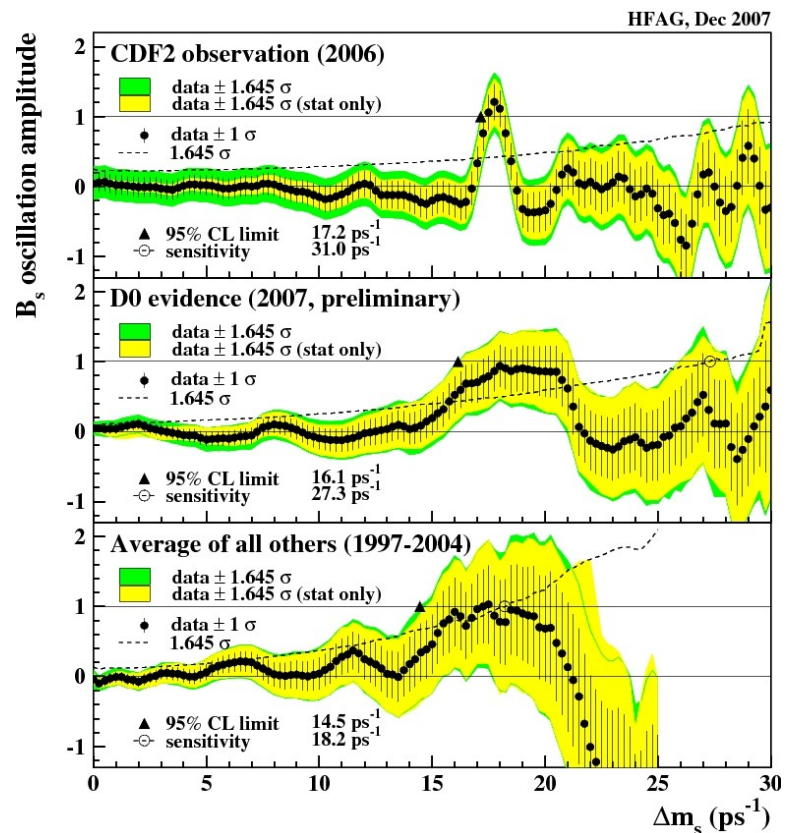 HFAG, Dec 2007
B_s oscillation amplitude
2
1
0
-1
CDF2 observation (2006)
data ± 1.645 σ
data ± 1.645 σ (stat only)
data ± 1 σ
1.645 σ
95% CL limit 17.2 ps⁻¹
sensitivity 31.0 ps⁻¹
2
1
0
-1
D0 evidence (2007, preliminary)
data ± 1.645 σ
data ± 1.645 σ (stat only)
data ± 1 σ
1.645 σ
95% CL limit 16.1 ps⁻¹
sensitivity 27.3 ps⁻¹
2
1
0
-1
Average of all others (1997-2004)
data ± 1.645 σ
data ± 1.645 σ (stat only)
data ± 1 σ
1.645 σ
95% CL limit 14.5 ps⁻¹
sensitivity 18.2 ps⁻¹
0 5 10 15 20 25 30
Δm_s (ps⁻¹)